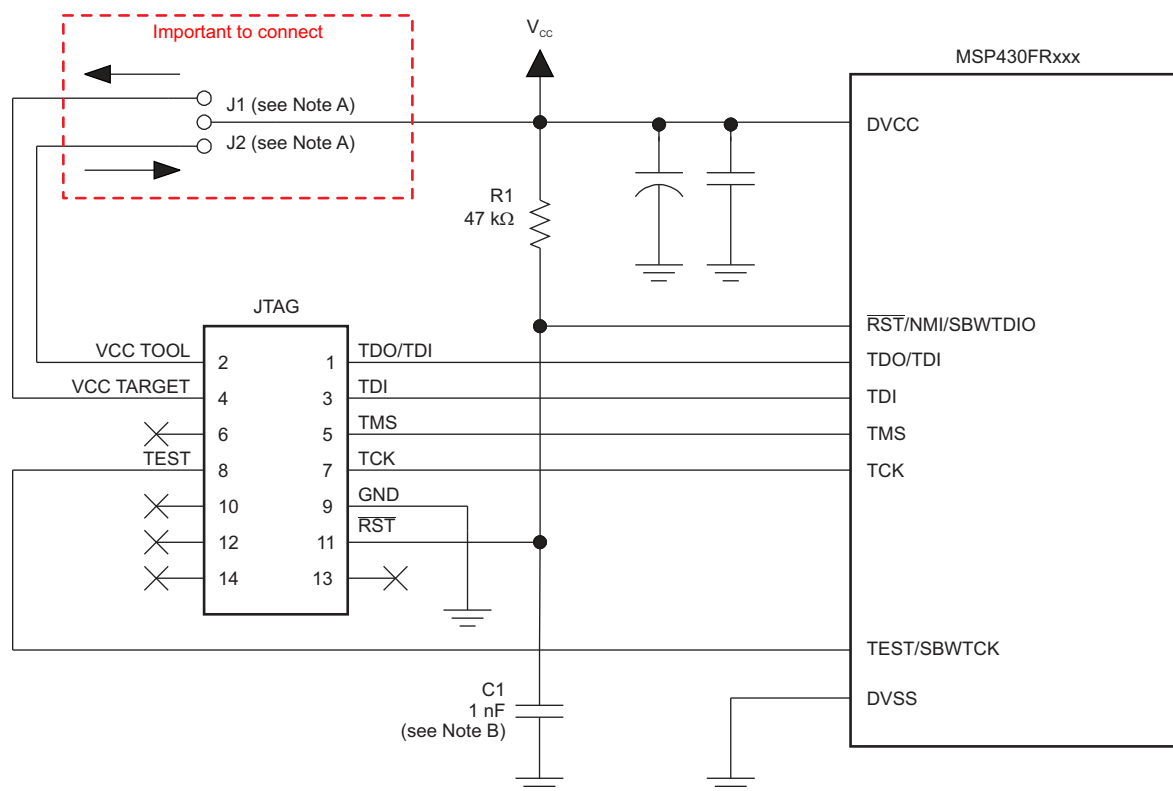 Important to connect
V
CC
MSP430FRxxx
J1 (see Note A)
J2 (see Note A)
DVCC
R1
47 kΩ
JTAG
RST/NMI/SBWTDIO
VCC TOOL
2
1
TDO/TDI
TDO/TDI
VCC TARGET
4
3
TDI
TDI
6
5
TMS
TMS
TEST
8
7
TCK
TCK
10
9
GND
12
11
RST
14
13
TEST/SBWTCK
C1
1 nF
(see Note B)
DVSS